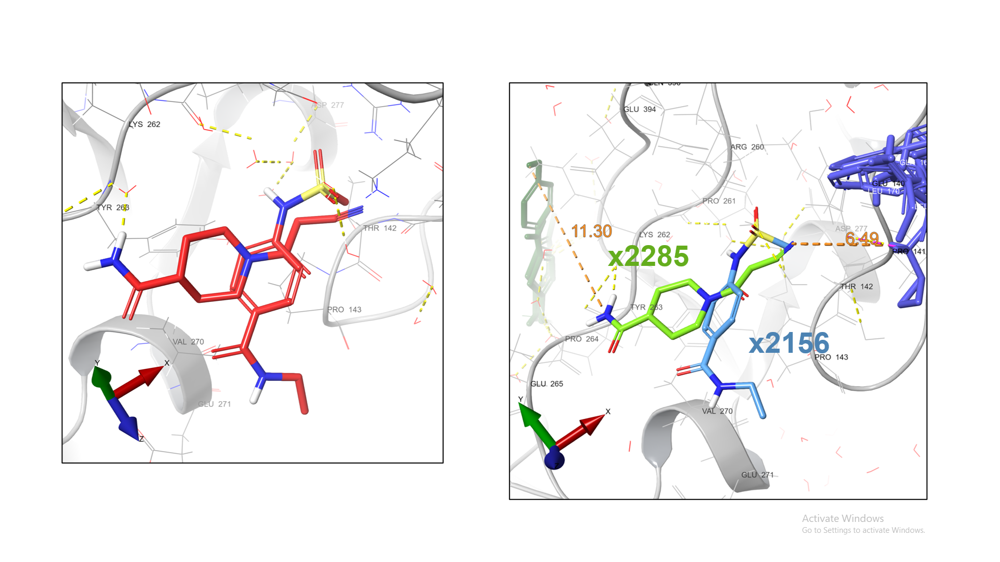 ASP 277
LYS 262
TYR 263
THR 142
PRO 143
VAL 270
GLU 271
Y
X
Z
GLU 394
ARG 260
PRO 261
LYS 262
GLU 140
LEU 170
ASP 277
11.30
6.49
PRO 141
x2285
THR 142
TYR 263
PRO 264
x2156
PRO 143
GLU 265
VAL 270
GLU 271
Y
X
Z
Activate Windows
Go to Settings to activate Windows.